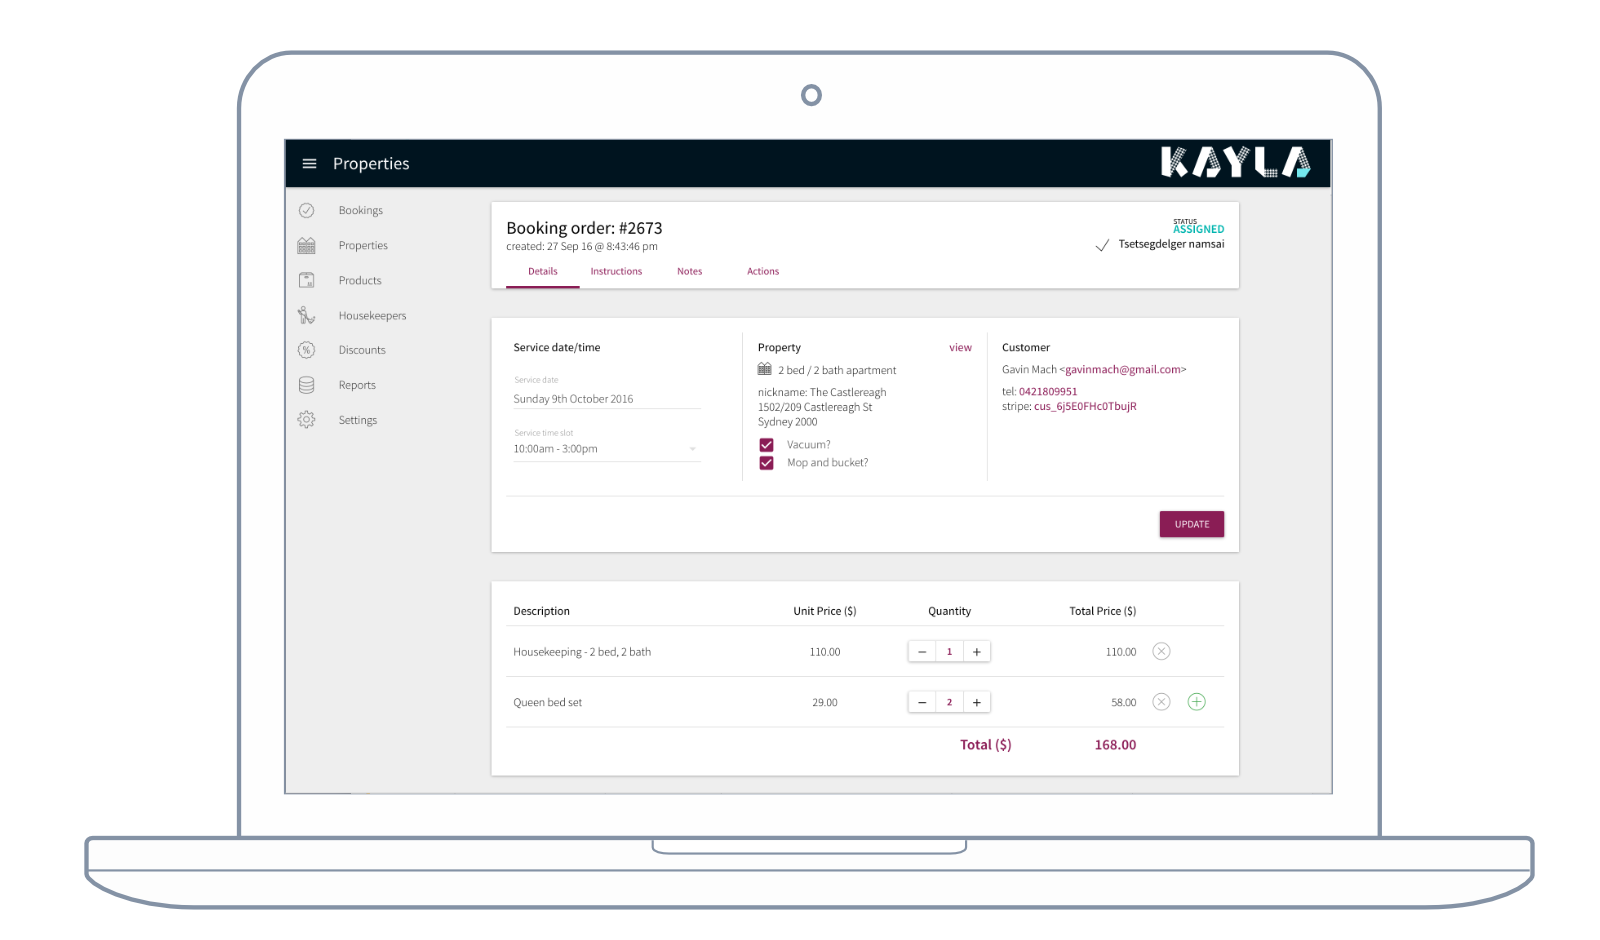 Properties
KAYLA
Bookings
Properties
Products
Housekeepers
Discounts
Reports
Settings
Booking order: #2673
created: 27 Sep 16 @ 8:43:46 pm
STATUS
ASSIGNED
Tsetsegdelger namsai
Details Instructions Notes Actions
Service date/time
Service date
Sunday 9th October 2016
Service time slot
10:00am - 3:00pm
Property view
2 bed / 2 bath apartment
nickname: The Castlereagh
1502/209 Castlereagh St
Sydney 2000
Vacuum?
Mop and bucket?
Customer
Gavin Mach <gavinmach@gmail.com>
tel: 0421809951
stripe: cus_6j5E0FHc0TbujR
UPDATE
Description Unit Price ($) Quantity Total Price ($)
Housekeeping - 2 bed, 2 bath 110.00 − 1 + 110.00
Queen bed set 29.00 − 2 + 58.00
Total ($) 168.00